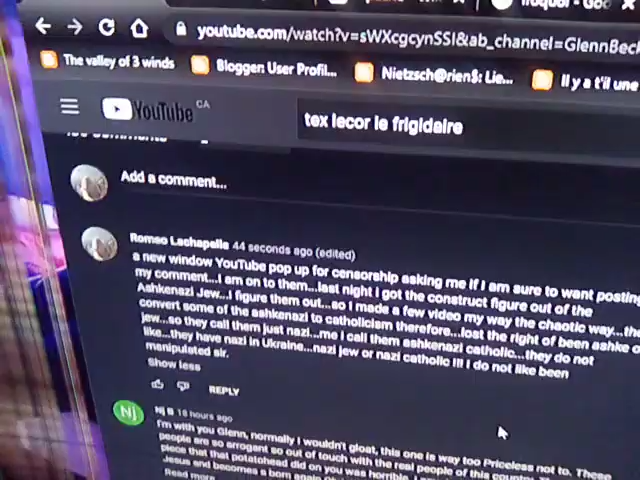 youtube.com/watch?v=sWXcgcynSSI&ab_channel=GlennBeck
The valley of 3 winds Blogger: User Profil... Nietzsch@rien$: Lie... Il y a t'il une
YouTube CA tex lecor le frigidaire
Add a comment...
Romeo Lachapelle 44 seconds ago (edited)
a new window YouTube pop up for censorship asking me if I am sure to want postin
my comment...I am on to them...last night I got the construct figure out of the
Ashkenazi Jew...I figure them out...so I made a few video my way the chaotic way...the
convert some of the ashkenazi to catholicism therefore...lost the right of been ashke o
jew...so they call them just nazi...me I call them ashkenazi catholic...they do not
like...they have nazi in Ukraine...nazi jew or nazi catholic !!! I do not like been
manipulated sir.
Show less
REPLY
Nj
Nj B 18 hours ago
I'm with you Glenn, normally I wouldn't gloat, this one is way too Priceless not to. These
people are so arrogant so out of touch with the real people of this country. The
piece that that potatohead did on you was horrible. I
Jesus and becomes a born again
Read more